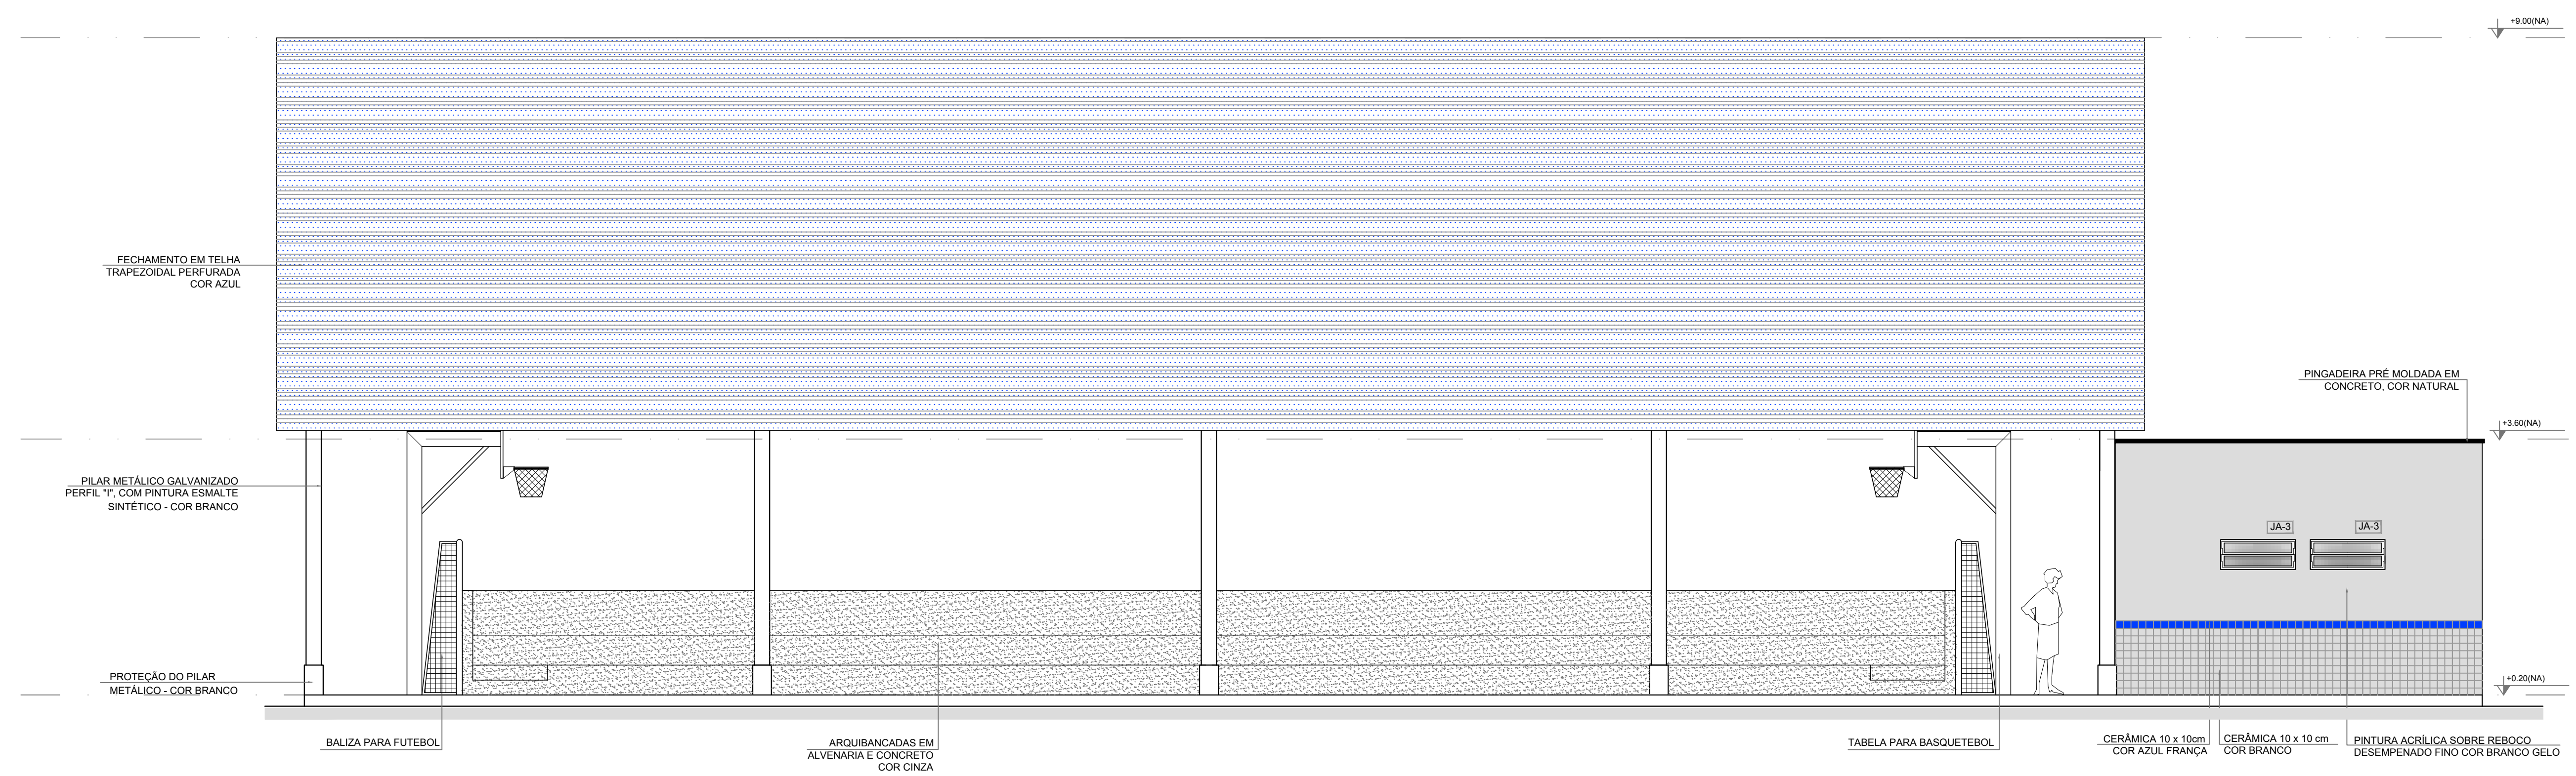 +9.00(NA)
FECHAMENTO EM TELHA
TRAPEZOIDAL PERFURADA
COR AZUL
PINGADEIRA PRÉ MOLDADA EM
CONCRETO, COR NATURAL
+3.60(NA)
PILAR METÁLICO GALVANIZADO
PERFIL "I", COM PINTURA ESMALTE
SINTÉTICO - COR BRANCO
JA-3
JA-3
PROTEÇÃO DO PILAR
METÁLICO - COR BRANCO
+0.20(NA)
BALIZA PARA FUTEBOL
ARQUIBANCADAS EM
ALVENARIA E CONCRETO
COR CINZA
TABELA PARA BASQUETEBOL
CERÂMICA 10 x 10cm
COR AZUL FRANÇA
CERÂMICA 10 x 10 cm
COR BRANCO
PINTURA ACRÍLICA SOBRE REBOCO
DESEMPENADO FINO COR BRANCO GELO